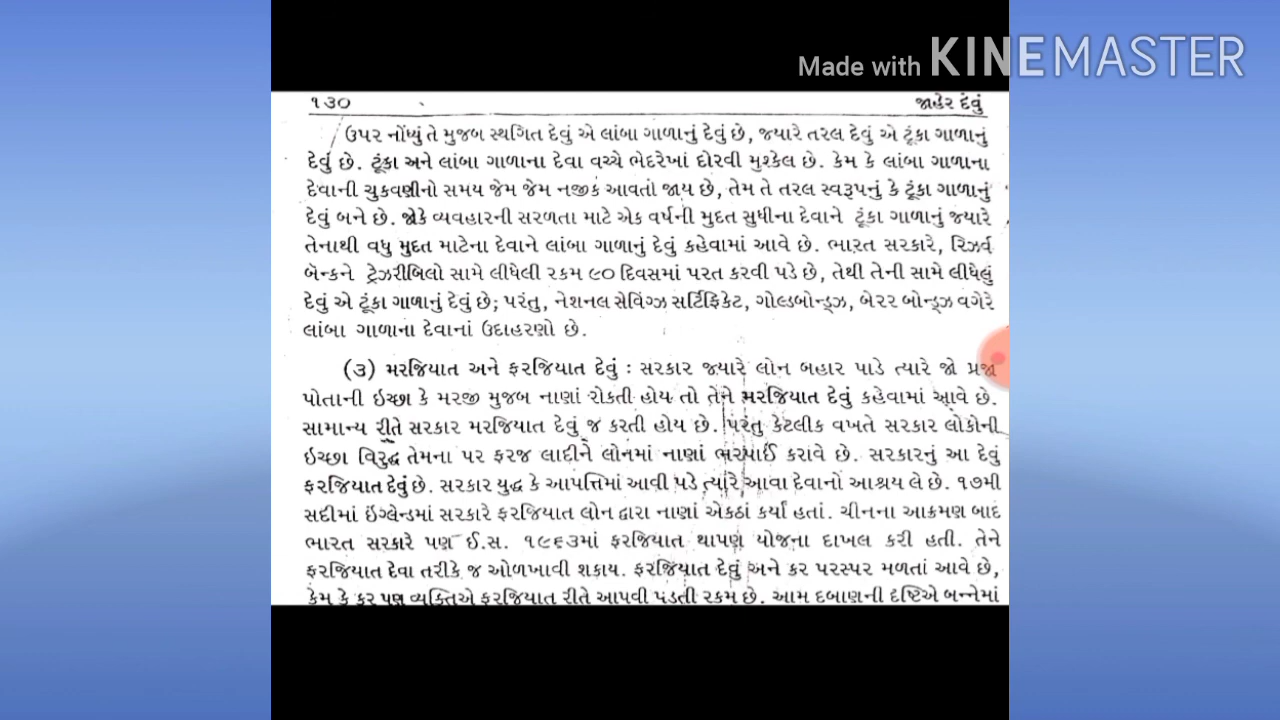 Made with KINEMASTER
૧૩૦ જાહેર દેવું
ઉપર નોંધ્યું તે મુજબ સ્થગિત દેવું એ લાંબા ગાળાનું દેવું છે, જ્યારે તરલ દેવું એ ટૂંકા ગાળાનું
દેવું છે. ટૂંકા અને લાંબા ગાળાના દેવા વચ્ચે ભેદરેખાં દોરવી મુશ્કેલ છે. કેમ કે લાંબા ગાળાના
દેવાની ચુકવણીનો સમય જેમ જેમ નજીક આવતો જાય છે, તેમ તે તરલ સ્વરૂપનું કે ટૂંકા ગાળાનું
દેવું બને છે. જોકે વ્યવહારની સરળતા માટે એક વર્ષની મુદત સુધીના દેવાને ટૂંકા ગાળાનું જ્યારે
તેનાથી વધુ મુદત માટેના દેવાને લાંબા ગાળાનું દેવું કહેવામાં આવે છે. ભારત સરકારે, રિઝર્વ
બેન્કને ટ્રેઝરીબિલો સામે લીધેલી રકમ ૯૦ દિવસમાં પરત કરવી પડે છે, તેથી તેની સામે લીધેલું
દેવું એ ટૂંકા ગાળાનું દેવું છે; પરંતુ, નેશનલ સેવિંગ્ઝ સર્ટિફિકેટ, ગોલ્ડબોન્ડ્ઝ, બેરર બોન્ડ્ઝ વગેરે
લાંબા ગાળાના દેવાનાં ઉદાહરણો છે.
(૩) મરજિયાત અને ફરજિયાત દેવું : સરકાર જ્યારે લોન બહાર પાડે ત્યારે જો પ્રજા
પોતાની ઇચ્છા કે મરજી મુજબ નાણાં રોકતી હોય તો તેને મરજિયાત દેવું કહેવામાં આવે છે.
સામાન્ય રીતે સરકાર મરજિયાત દેવું જ કરતી હોય છે. પરંતુ કેટલીક વખતે સરકાર લોકોની
ઇચ્છા વિરુદ્ધ તેમના પર ફરજ લાદીને લોનમાં નાણાં ભરપાઈ કરાવે છે. સરકારનું આ દેવું
ફરજિયાત દેવું છે. સરકાર યુદ્ધ કે આપત્તિમાં આવી પડે ત્યારે આવા દેવાનો આશ્રય લે છે. ૧૭મી
સદીમાં ઇંગ્લેન્ડમાં સરકારે ફરજિયાત લોન દ્વારા નાણાં એકઠાં કર્યાં હતાં. ચીનના આક્રમણ બાદ
ભારત સરકારે પણ ઈ.સ. ૧૯૬૩માં ફરજિયાત થાપણ યોજના દાખલ કરી હતી. તેને
ફરજિયાત દેવા તરીકે જ ઓળખાવી શકાય. ફરજિયાત દેવું અને કર પરસ્પર મળતાં આવે છે,
કેમ કે કર પણ વ્યક્તિએ ફરજિયાત રીતે આપવી પડતી રકમ છે. આમ દબાણની દૃષ્ટિએ બન્નેમાં